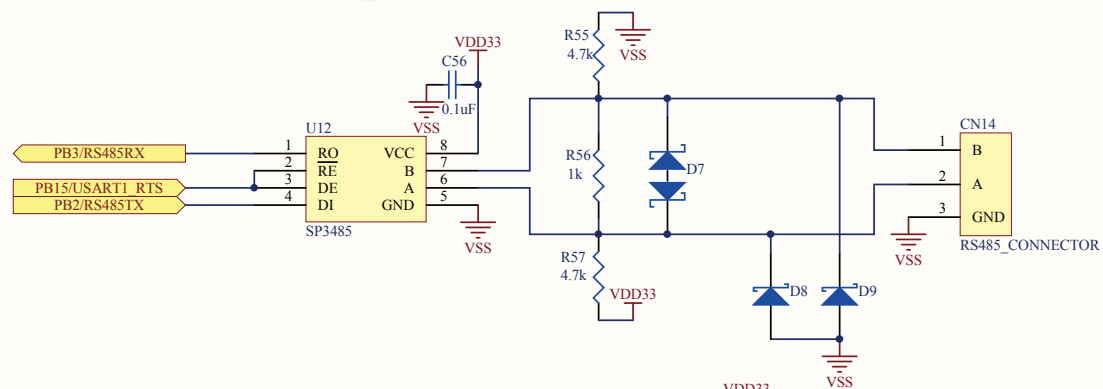 R55
4.7k
VSS
VDD33
C56
0.1uF
VSS
U12
PB3/RS485RX
PB15/USART1_RTS
PB2/RS485TX
1 RO VCC 8
2 RE B 7
3 DE A 6
4 DI GND 5
SP3485
VSS
R56
1k
D7
R57
4.7k
VDD33
D8
D9
VSS
CN14
1 B
2 A
3 GND
VSS
RS485_CONNECTOR
VDD33